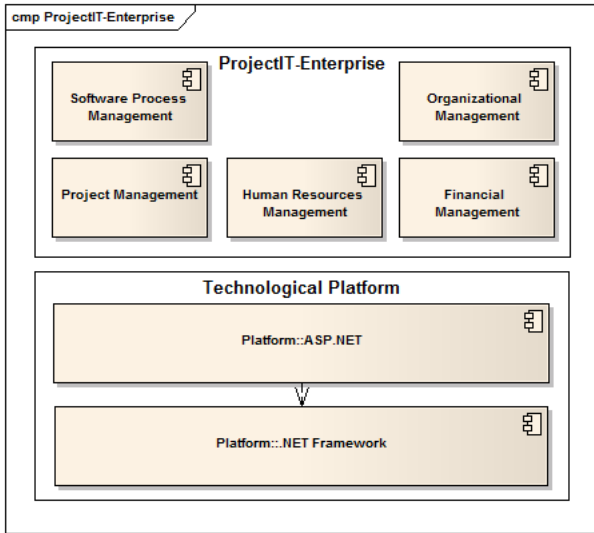 cmp ProjectIT-Enterprise
ProjectIT-Enterprise
Software Process
Management
Organizational
Management
Project Management
Human Resources
Management
Financial
Management
Technological Platform
Platform::ASP.NET
Platform::.NET Framework